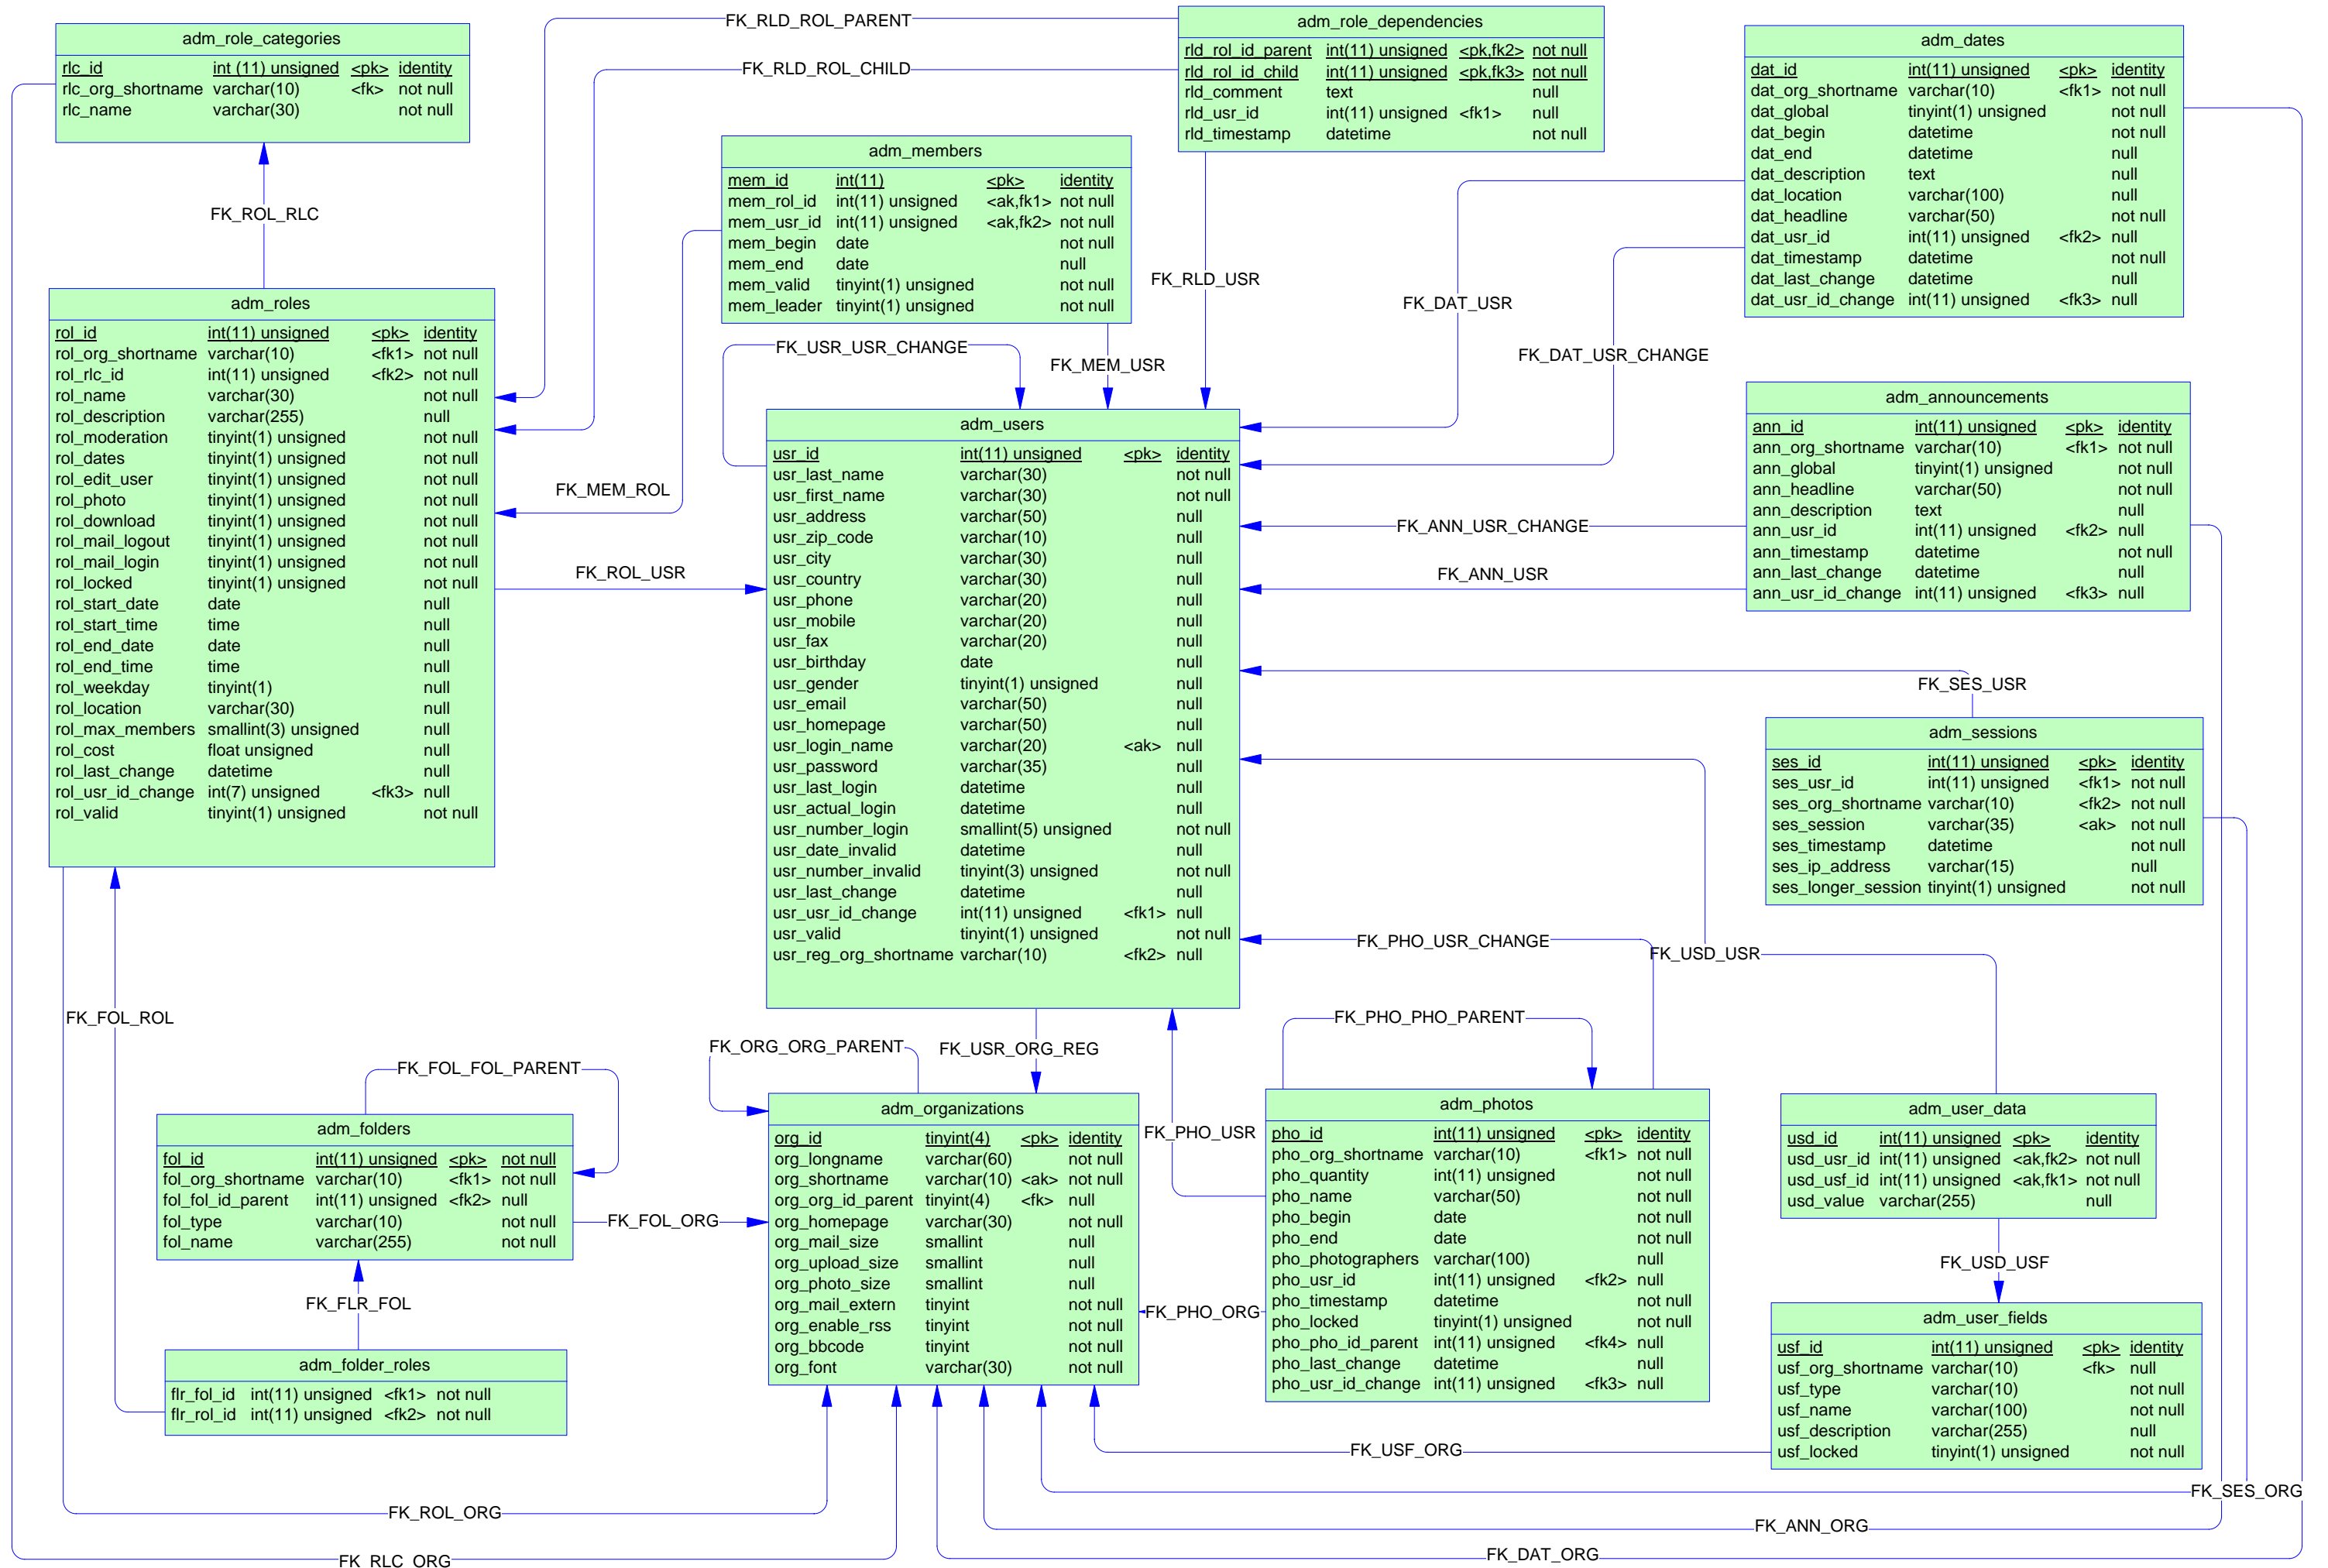 adm_role_categories
rlc_id int (11) unsigned <pk> identity
rlc_org_shortname varchar(10) <fk> not null
rlc_name varchar(30) not null
FK_RLD_ROL_PARENT
FK_RLD_ROL_CHILD
adm_role_dependencies
rld_rol_id_parent int(11) unsigned <pk,fk2> not null
rld_rol_id_child int(11) unsigned <pk,fk3> not null
rld_comment text null
rld_usr_id int(11) unsigned <fk1> null
rld_timestamp datetime not null
adm_dates
dat_id int(11) unsigned <pk> identity
dat_org_shortname varchar(10) <fk1> not null
dat_global tinyint(1) unsigned not null
dat_begin datetime not null
dat_end datetime null
dat_description text null
dat_location varchar(100) null
dat_headline varchar(50) not null
dat_usr_id int(11) unsigned <fk2> null
dat_timestamp datetime not null
dat_last_change datetime null
dat_usr_id_change int(11) unsigned <fk3> null
adm_members
mem_id int(11) <pk> identity
mem_rol_id int(11) unsigned <ak,fk1> not null
mem_usr_id int(11) unsigned <ak,fk2> not null
mem_begin date not null
mem_end date null
mem_valid tinyint(1) unsigned not null
mem_leader tinyint(1) unsigned not null
FK_ROL_RLC
FK_RLD_USR
FK_DAT_USR
FK_DAT_USR_CHANGE
FK_USR_USR_CHANGE
FK_MEM_USR
adm_roles
rol_id int(11) unsigned <pk> identity
rol_org_shortname varchar(10) <fk1> not null
rol_rlc_id int(11) unsigned <fk2> not null
rol_name varchar(30) not null
rol_description varchar(255) null
rol_moderation tinyint(1) unsigned not null
rol_dates tinyint(1) unsigned not null
rol_edit_user tinyint(1) unsigned not null
rol_photo tinyint(1) unsigned not null
rol_download tinyint(1) unsigned not null
rol_mail_logout tinyint(1) unsigned not null
rol_mail_login tinyint(1) unsigned not null
rol_locked tinyint(1) unsigned not null
rol_start_date date null
rol_start_time time null
rol_end_date date null
rol_end_time time null
rol_weekday tinyint(1) null
rol_location varchar(30) null
rol_max_members smallint(3) unsigned null
rol_cost float unsigned null
rol_last_change datetime null
rol_usr_id_change int(7) unsigned <fk3> null
rol_valid tinyint(1) unsigned not null
FK_MEM_ROL
FK_ROL_USR
adm_users
usr_id int(11) unsigned <pk> identity
usr_last_name varchar(30) not null
usr_first_name varchar(30) not null
usr_address varchar(50) null
usr_zip_code varchar(10) null
usr_city varchar(30) null
usr_country varchar(30) null
usr_phone varchar(20) null
usr_mobile varchar(20) null
usr_fax varchar(20) null
usr_birthday date null
usr_gender tinyint(1) unsigned null
usr_email varchar(50) null
usr_homepage varchar(50) null
usr_login_name varchar(20) <ak> null
usr_password varchar(35) null
usr_last_login datetime null
usr_actual_login datetime null
usr_number_login smallint(5) unsigned not null
usr_date_invalid datetime null
usr_number_invalid tinyint(3) unsigned not null
usr_last_change datetime null
usr_usr_id_change int(11) unsigned <fk1> null
usr_valid tinyint(1) unsigned not null
usr_reg_org_shortname varchar(10) <fk2> null
adm_announcements
ann_id int(11) unsigned <pk> identity
ann_org_shortname varchar(10) <fk1> not null
ann_global tinyint(1) unsigned not null
ann_headline varchar(50) not null
ann_description text null
ann_usr_id int(11) unsigned <fk2> null
ann_timestamp datetime not null
ann_last_change datetime null
ann_usr_id_change int(11) unsigned <fk3> null
FK_ANN_USR_CHANGE
FK_ANN_USR
FK_SES_USR
adm_sessions
ses_id int(11) unsigned <pk> identity
ses_usr_id int(11) unsigned <fk1> not null
ses_org_shortname varchar(10) <fk2> not null
ses_session varchar(35) <ak> not null
ses_timestamp datetime not null
ses_ip_address varchar(15) null
ses_longer_session tinyint(1) unsigned not null
FK_PHO_USR_CHANGE
FK_USD_USR
FK_FOL_ROL
FK_PHO_PHO_PARENT
FK_ORG_ORG_PARENT
FK_USR_ORG_REG
FK_FOL_FOL_PARENT
adm_folders
fol_id int(11) unsigned <pk> not null
fol_org_shortname varchar(10) <fk1> not null
fol_fol_id_parent int(11) unsigned <fk2> null
fol_type varchar(10) not null
fol_name varchar(255) not null
FK_FOL_ORG
FK_FLR_FOL
adm_folder_roles
flr_fol_id int(11) unsigned <fk1> not null
flr_rol_id int(11) unsigned <fk2> not null
adm_organizations
org_id tinyint(4) <pk> identity
org_longname varchar(60) not null
org_shortname varchar(10) <ak> not null
org_org_id_parent tinyint(4) <fk> null
org_homepage varchar(30) not null
org_mail_size smallint null
org_upload_size smallint null
org_photo_size smallint null
org_mail_extern tinyint not null
org_enable_rss tinyint not null
org_bbcode tinyint not null
org_font varchar(30) not null
FK_PHO_USR
FK_PHO_ORG
adm_photos
pho_id int(11) unsigned <pk> identity
pho_org_shortname varchar(10) <fk1> not null
pho_quantity int(11) unsigned not null
pho_name varchar(50) not null
pho_begin date not null
pho_end date not null
pho_photographers varchar(100) null
pho_usr_id int(11) unsigned <fk2> null
pho_timestamp datetime not null
pho_locked tinyint(1) unsigned not null
pho_pho_id_parent int(11) unsigned <fk4> null
pho_last_change datetime null
pho_usr_id_change int(11) unsigned <fk3> null
adm_user_data
usd_id int(11) unsigned <pk> identity
usd_usr_id int(11) unsigned <ak,fk2> not null
usd_usf_id int(11) unsigned <ak,fk1> not null
usd_value varchar(255) null
FK_USD_USF
adm_user_fields
usf_id int(11) unsigned <pk> identity
usf_org_shortname varchar(10) <fk> null
usf_type varchar(10) not null
usf_name varchar(100) not null
usf_description varchar(255) null
usf_locked tinyint(1) unsigned not null
FK_USF_ORG
FK_SES_ORG
FK_ROL_ORG
FK_ANN_ORG
FK_DAT_ORG
FK_RLC_ORG